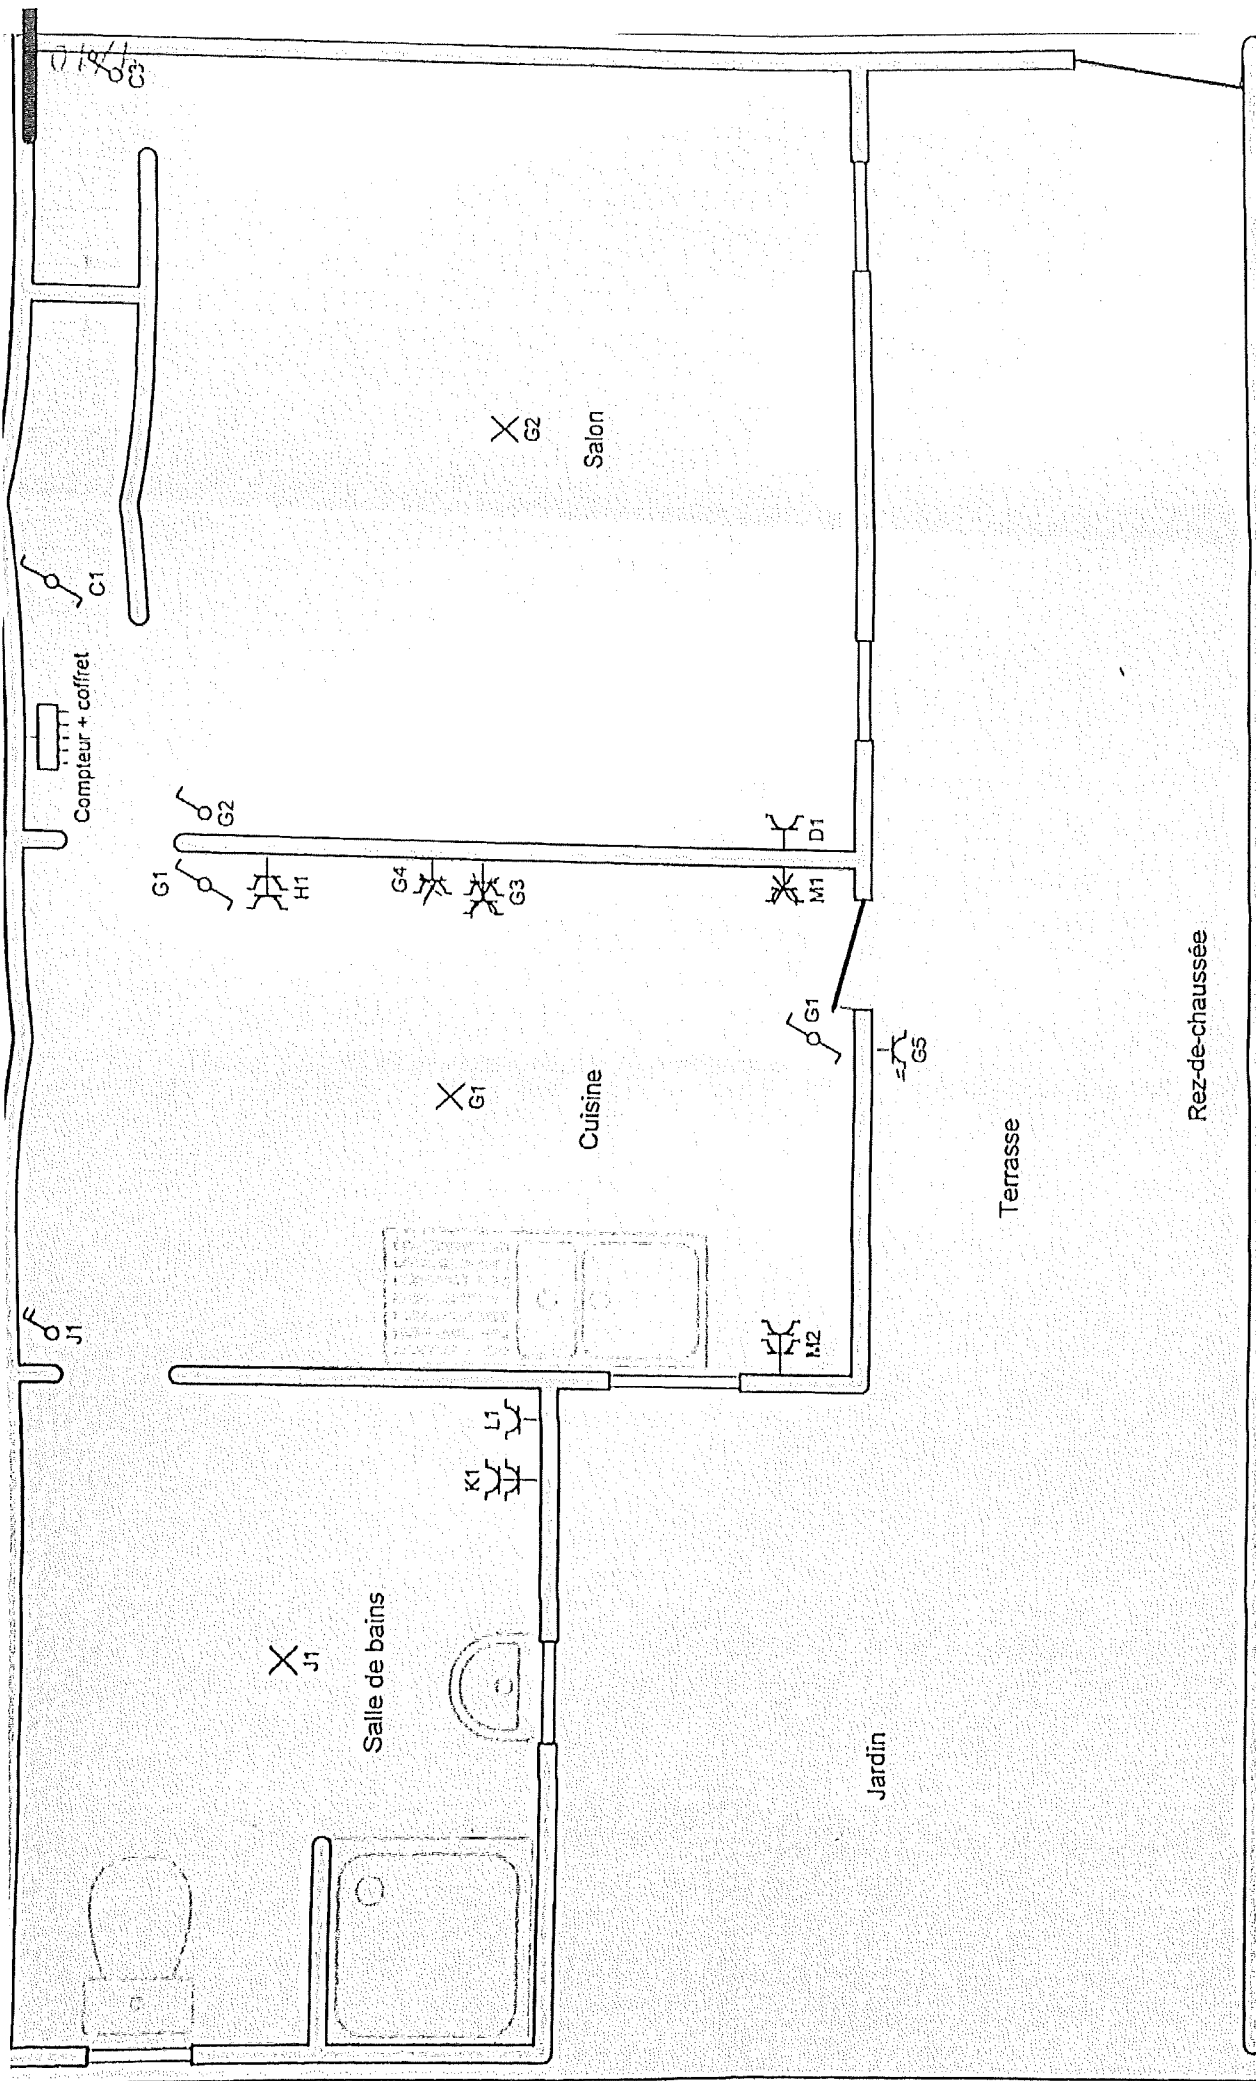 C3
C1
Compteur + coffret
G2
Salon
G2
G1
H1
G4
G3
M1
D1
G1
G5
G1
Cuisine
Terrasse
Rez-de-chaussée
J1
M2
L1
K1
J1
Salle de bains
Jardin